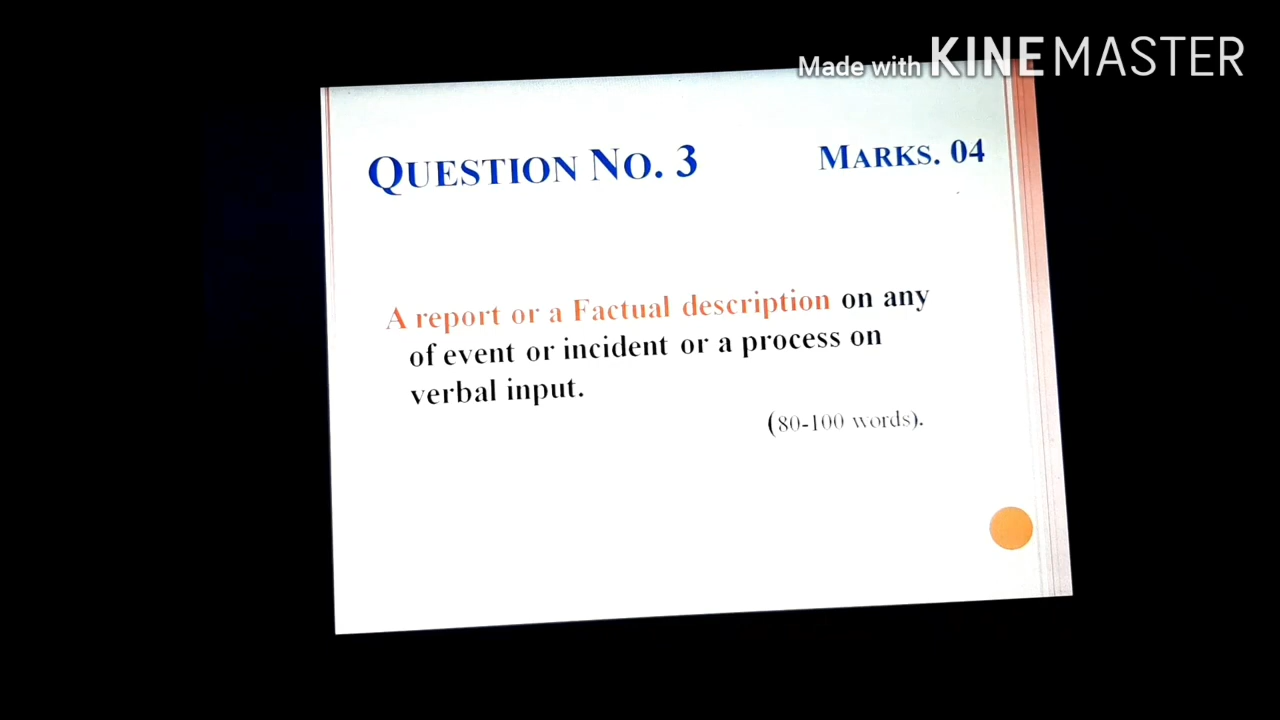 Made with KINEMASTER
QUESTION NO. 3 MARKS. 04
A report or a Factual description on any
of event or incident or a process on
verbal input.
(80-100 words).